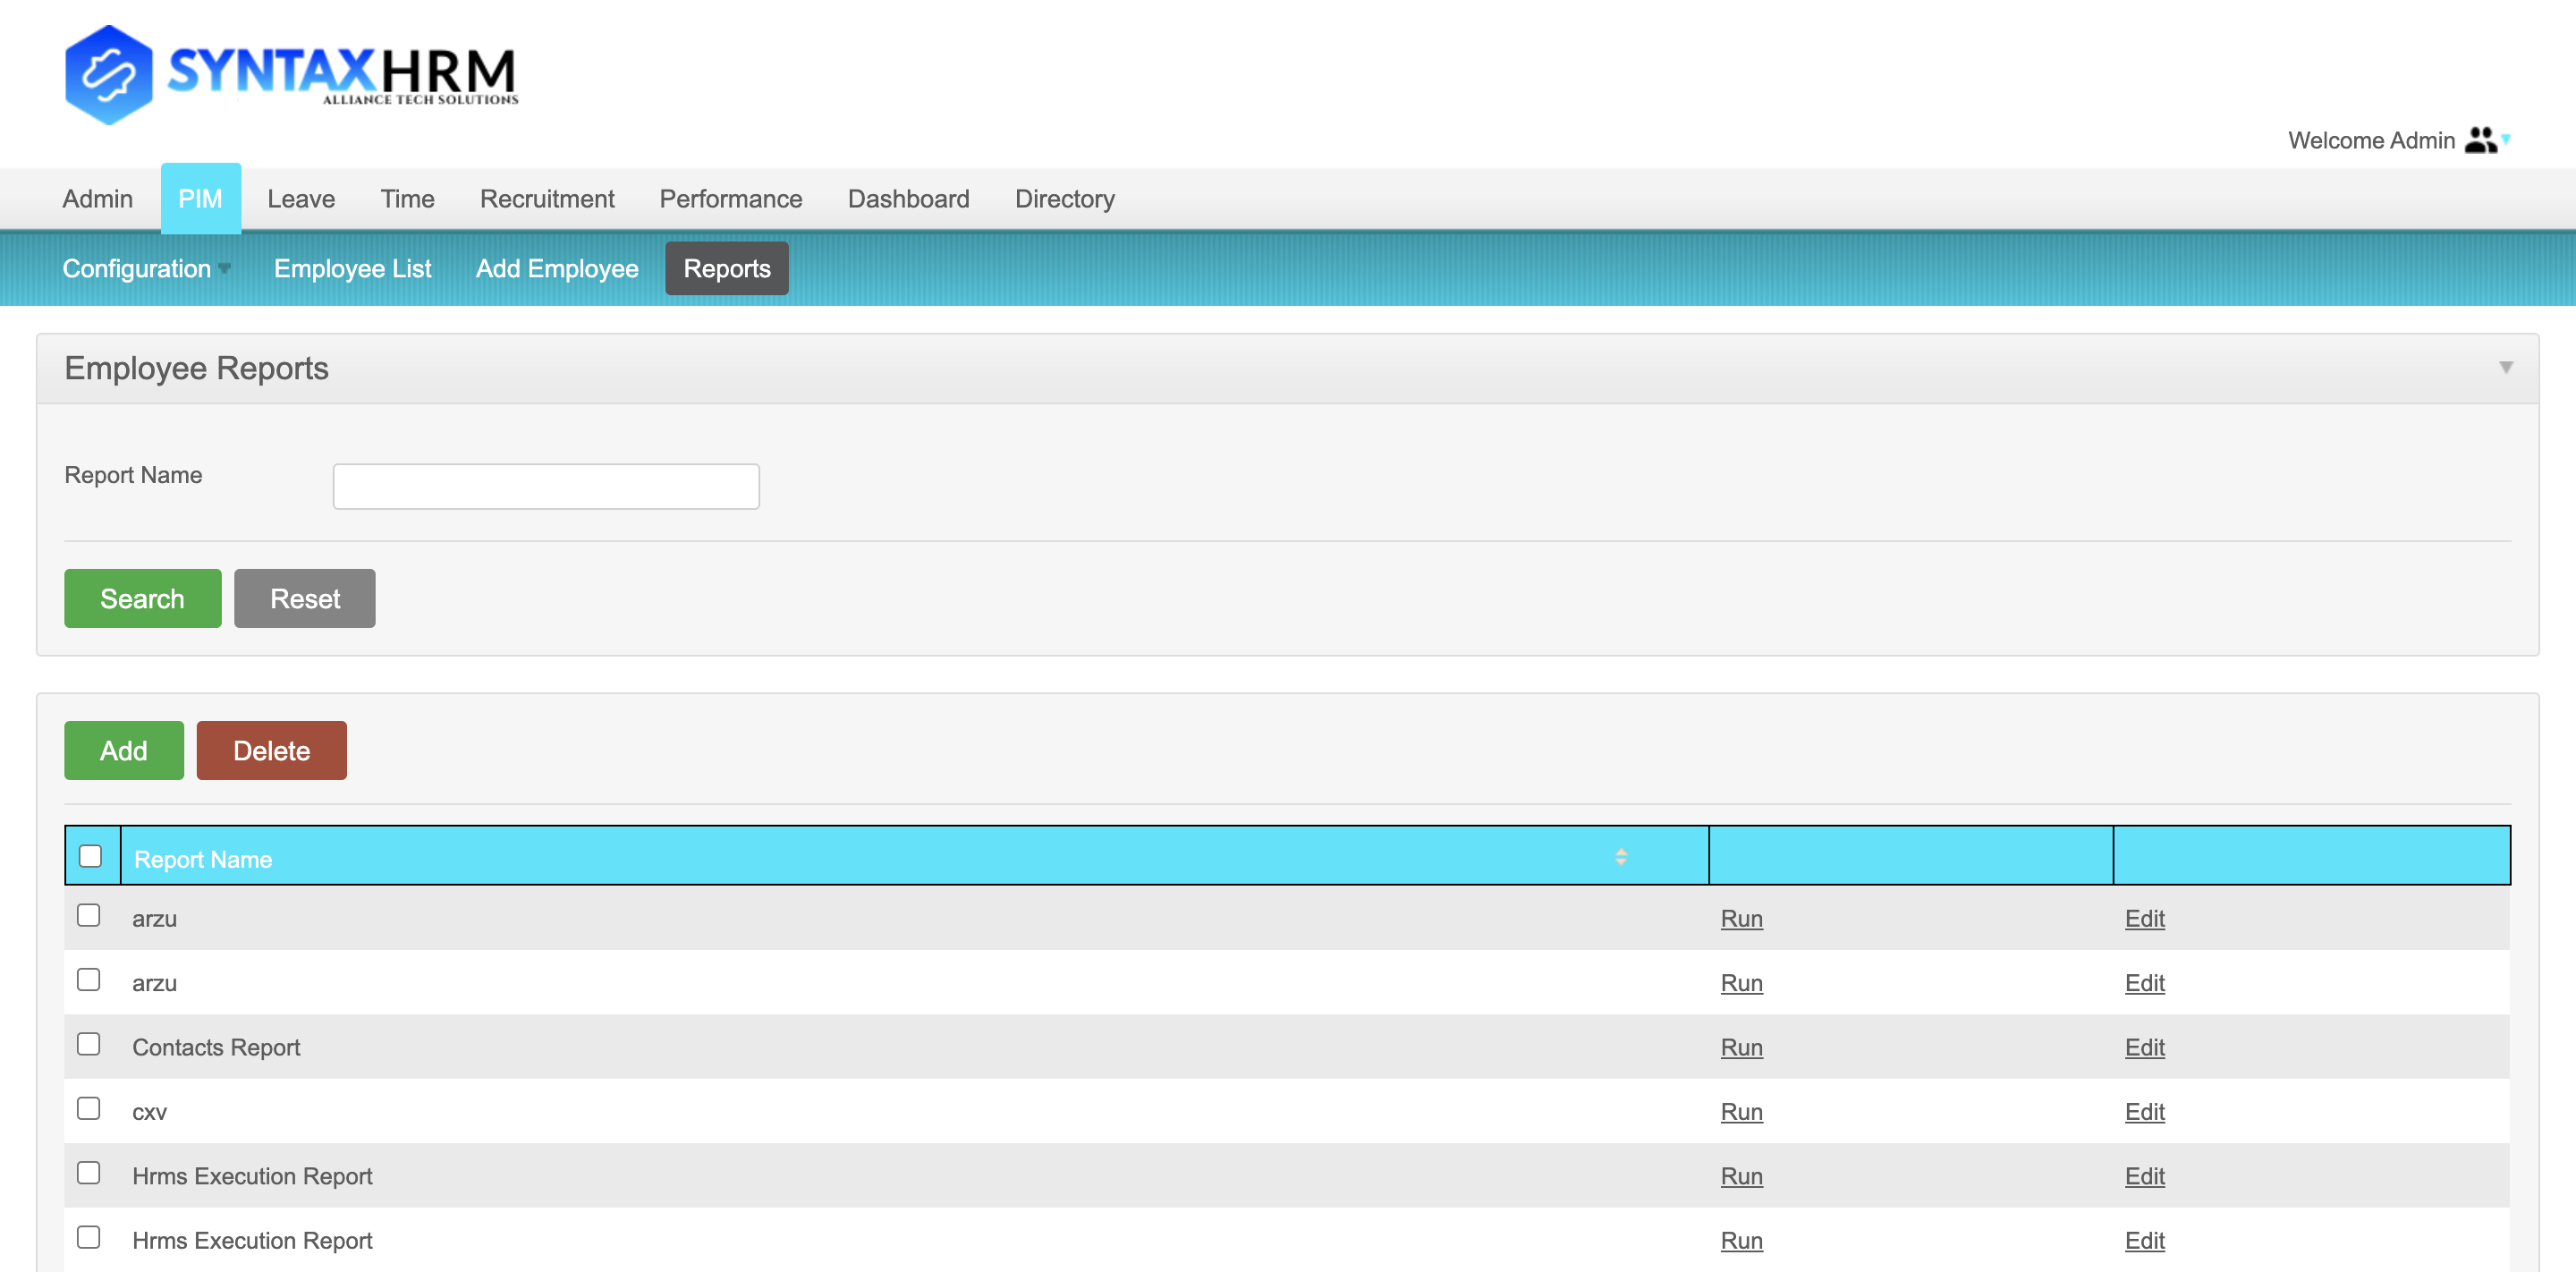 SYNTAXHRM
ALLIANCE TECH SOLUTIONS
Welcome Admin
Admin PIM Leave Time Recruitment Performance Dashboard Directory
Configuration Employee List Add Employee Reports
Employee Reports
Report Name
Search Reset
Add Delete
Report Name
arzu Run Edit
arzu Run Edit
Contacts Report Run Edit
cxv Run Edit
Hrms Execution Report Run Edit
Hrms Execution Report Run Edit